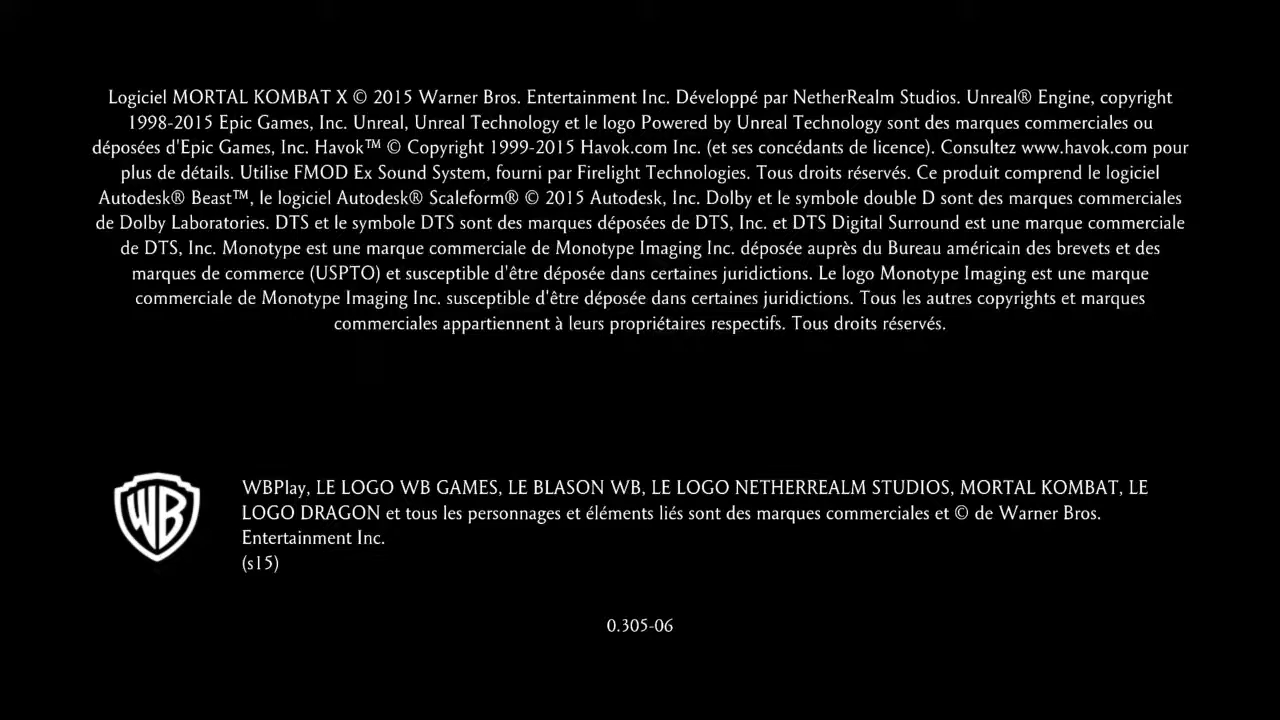 Logiciel MORTAL KOMBAT X © 2015 Warner Bros. Entertainment Inc. Développé par NetherRealm Studios. Unreal® Engine, copyright
1998-2015 Epic Games, Inc. Unreal, Unreal Technology et le logo Powered by Unreal Technology sont des marques commerciales ou
déposées d'Epic Games, Inc. Havok™ © Copyright 1999-2015 Havok.com Inc. (et ses concédants de licence). Consultez www.havok.com pour
plus de détails. Utilise FMOD Ex Sound System, fourni par Firelight Technologies. Tous droits réservés. Ce produit comprend le logiciel
Autodesk® Beast™, le logiciel Autodesk® Scaleform® © 2015 Autodesk, Inc. Dolby et le symbole double D sont des marques commerciales
de Dolby Laboratories. DTS et le symbole DTS sont des marques déposées de DTS, Inc. et DTS Digital Surround est une marque commerciale
de DTS, Inc. Monotype est une marque commerciale de Monotype Imaging Inc. déposée auprès du Bureau américain des brevets et des
marques de commerce (USPTO) et susceptible d'être déposée dans certaines juridictions. Le logo Monotype Imaging est une marque
commerciale de Monotype Imaging Inc. susceptible d'être déposée dans certaines juridictions. Tous les autres copyrights et marques
commerciales appartiennent à leurs propriétaires respectifs. Tous droits réservés.
WB
WBPlay, LE LOGO WB GAMES, LE BLASON WB, LE LOGO NETHERREALM STUDIOS, MORTAL KOMBAT, LE
LOGO DRAGON et tous les personnages et éléments liés sont des marques commerciales et © de Warner Bros.
Entertainment Inc.
(s15)
0.305-06